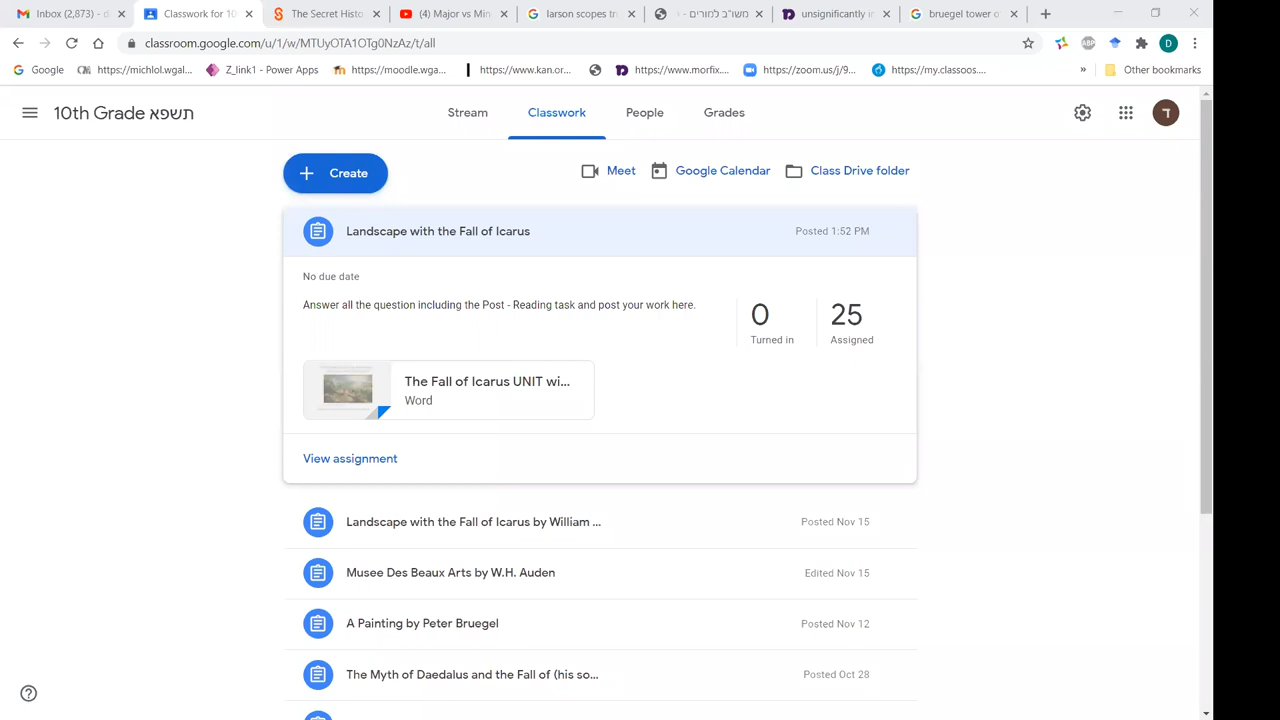 Inbox (2,873) - d
Classwork for 10
The Secret Histo
(4) Major vs Min
larson scopes tr
משו"ב למורים -
unsignificantly in
bruegel tower o
classroom.google.com/u/1/w/MTUyOTA1OTg0NzAz/t/all
ABP
D
Google
https://michlol.wgal...
Z_link1 - Power Apps
https://moodle.wga...
https://www.kan.or...
https://www.morfix...
https://zoom.us/j/9...
https://my.classoos....
»
Other bookmarks
10th Grade תשפא
Stream
Classwork
People
Grades
ד
+ Create
Meet
Google Calendar
Class Drive folder
Landscape with the Fall of Icarus
Posted 1:52 PM
No due date
Answer all the question including the Post - Reading task and post your work here.
0
Turned in
25
Assigned
The Fall of Icarus UNIT wi...
Word
View assignment
Landscape with the Fall of Icarus by William ...
Posted Nov 15
Musee Des Beaux Arts by W.H. Auden
Edited Nov 15
A Painting by Peter Bruegel
Posted Nov 12
The Myth of Daedalus and the Fall of (his so...
Posted Oct 28